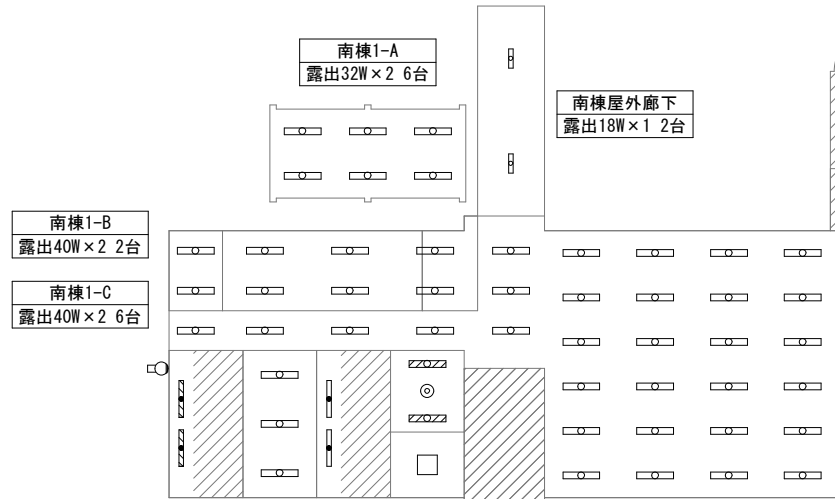 南棟1-A
露出32W×2 6台
南棟屋外廊下
露出18W×1 2台
南棟1-B
露出40W×2 2台
南棟1-C
露出40W×2 6台